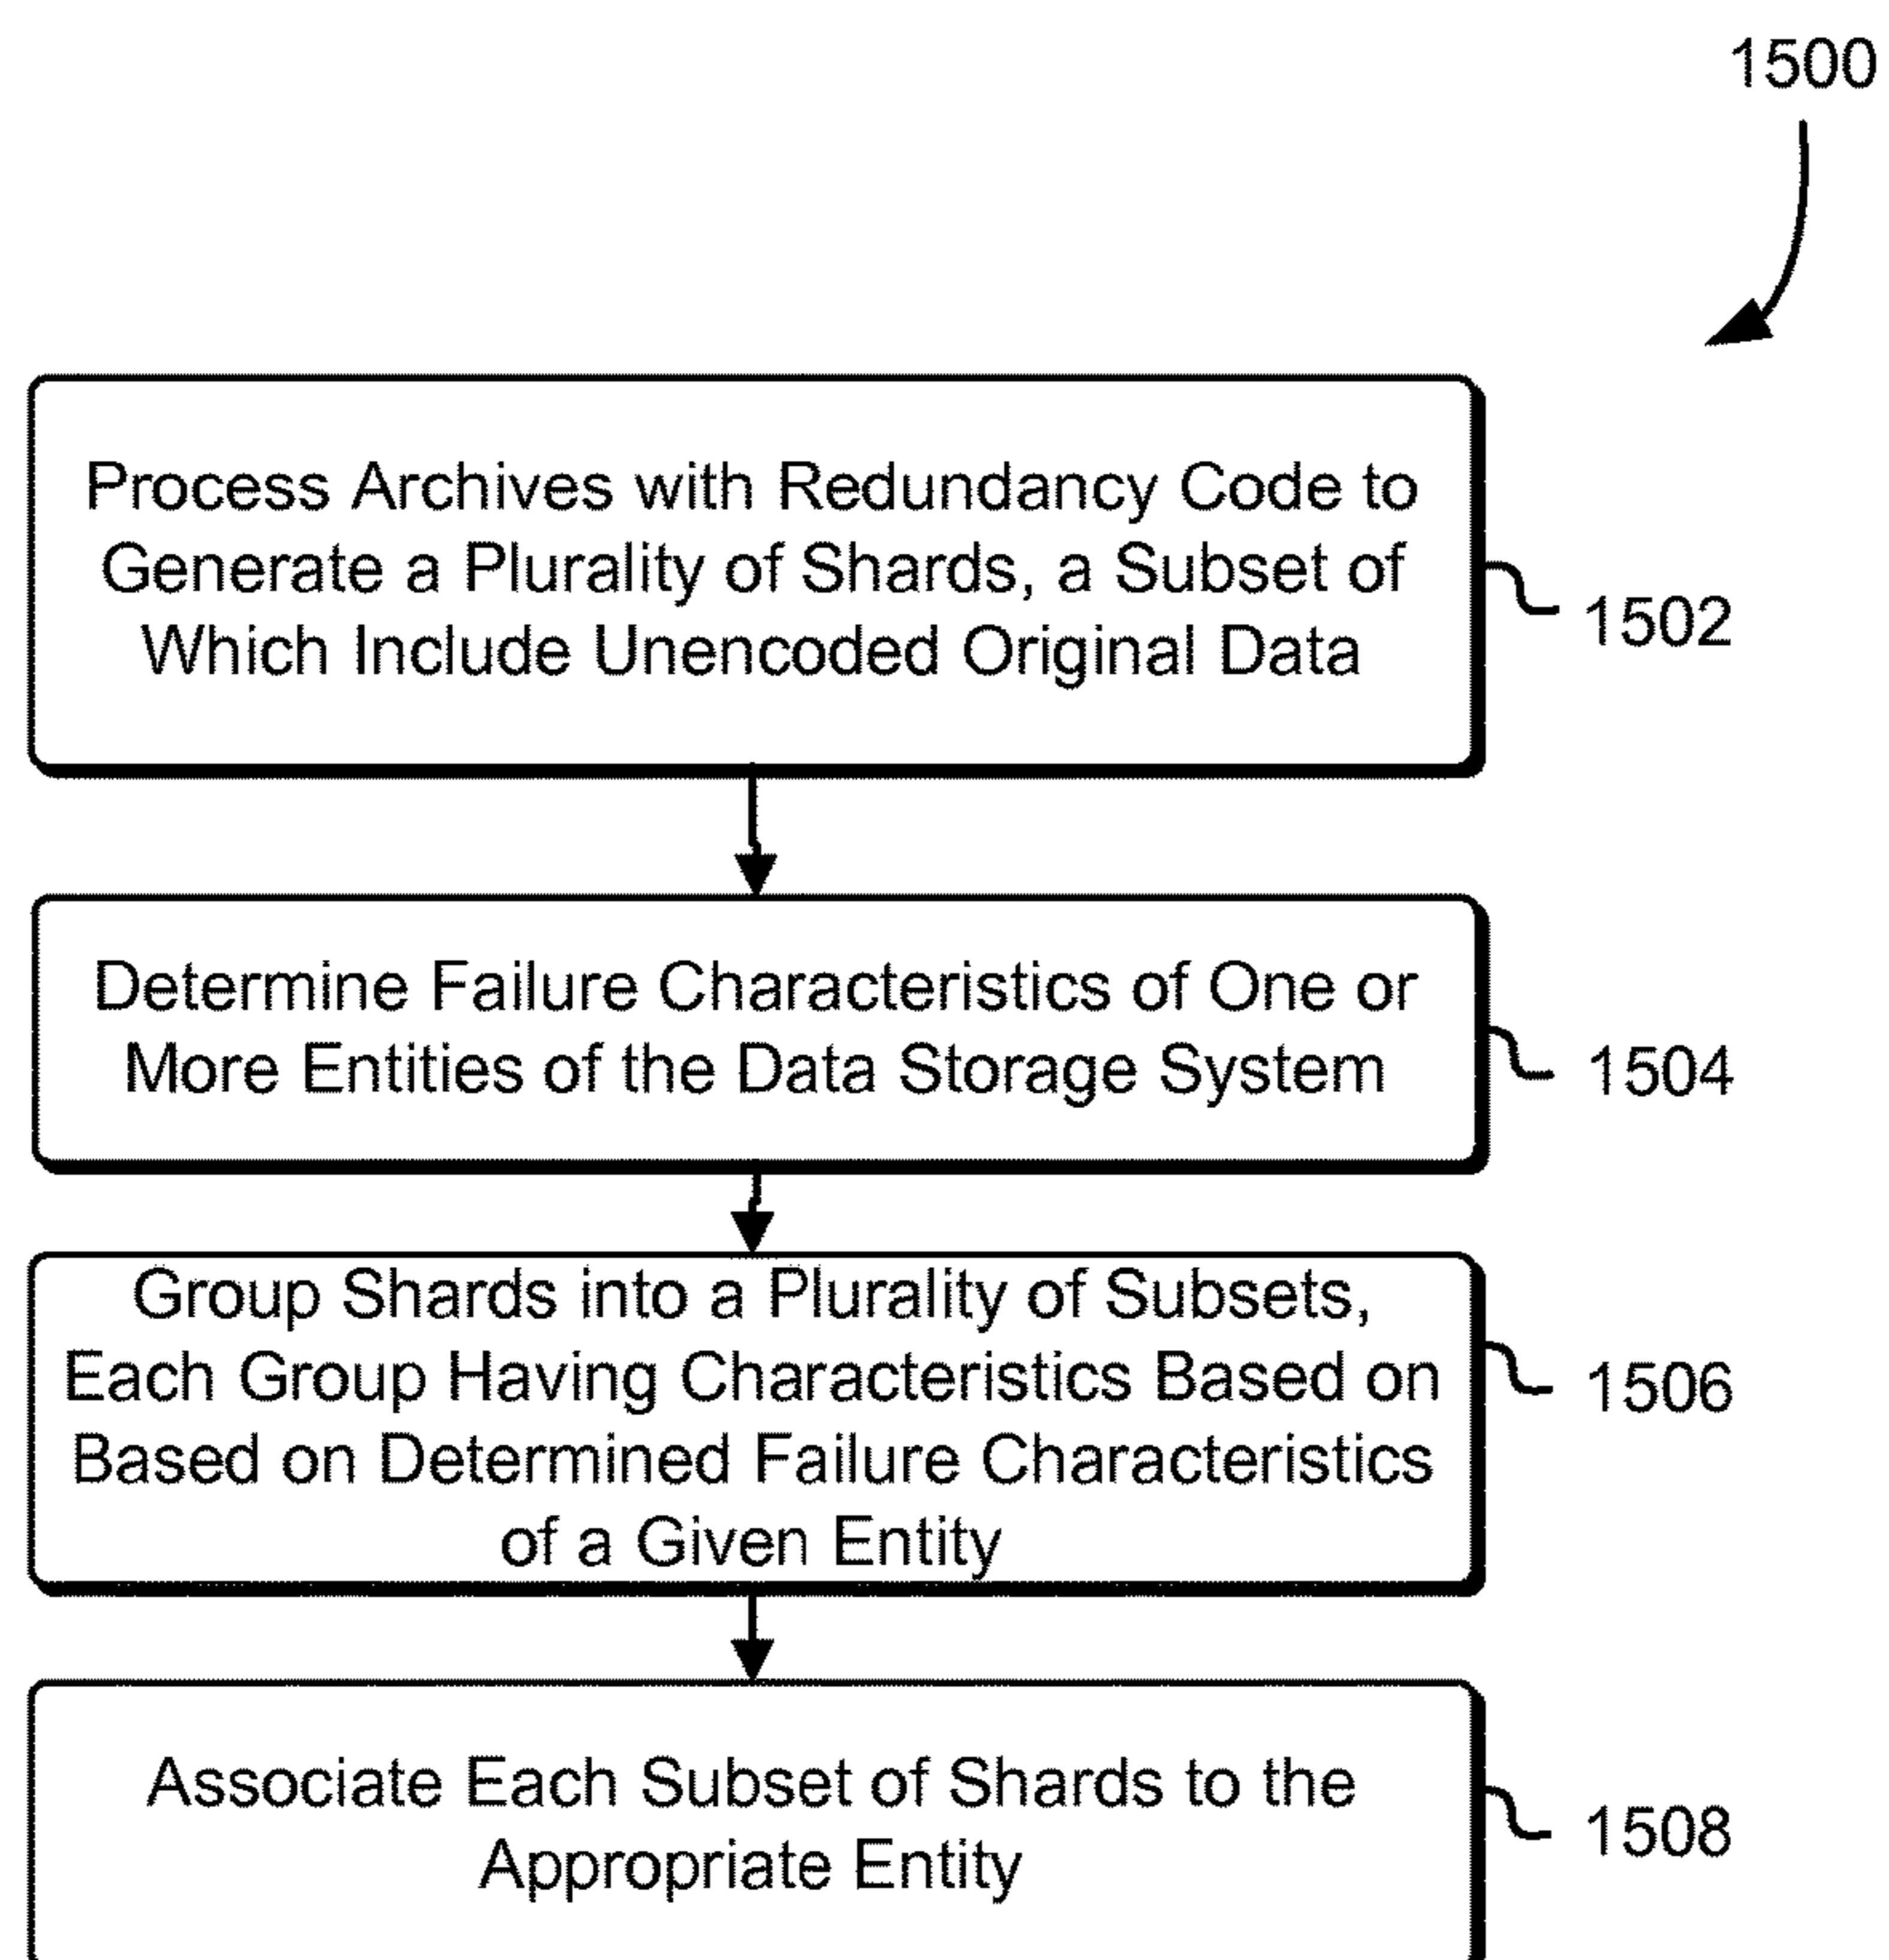 1500
Process Archives with Redundancy Code to
Generate a Plurality of Shards, a Subset of
Which Include Unencoded Original Data
1502
Determine Failure Characteristics of One or
More Entities of the Data Storage System
1504
Group Shards into a Plurality of Subsets,
Each Group Having Characteristics Based on
Based on Determined Failure Characteristics
of a Given Entity
1506
Associate Each Subset of Shards to the
Appropriate Entity
1508